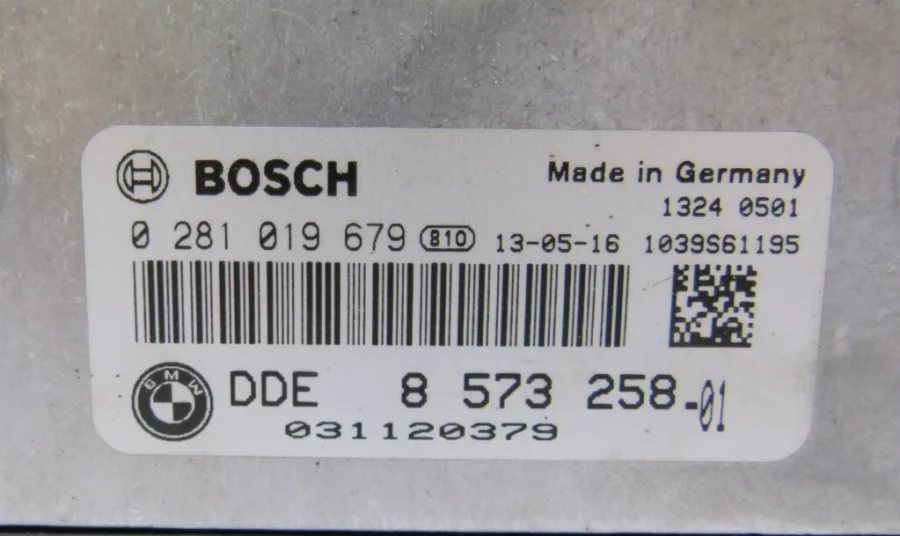 BOSCH
Made in Germany
1324 0501
0 281 019 679 810 13-05-16 1039S61195
BMW
DDE 8 573 258-01
031120379